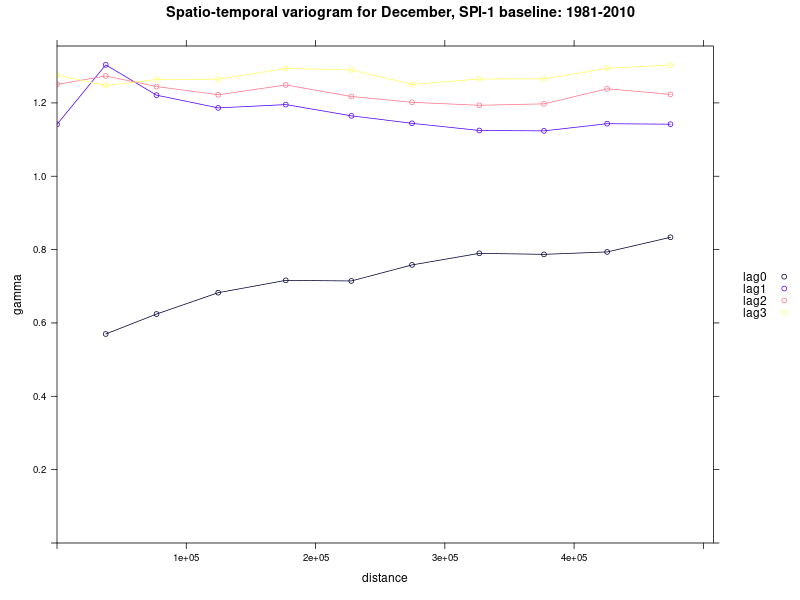 Spatio-temporal variogram for December, SPI-1 baseline: 1981-2010
gamma
1.2
1.0
0.8
0.6
0.4
0.2
1e+05 2e+05 3e+05 4e+05
distance
lag0
lag1
lag2
lag3